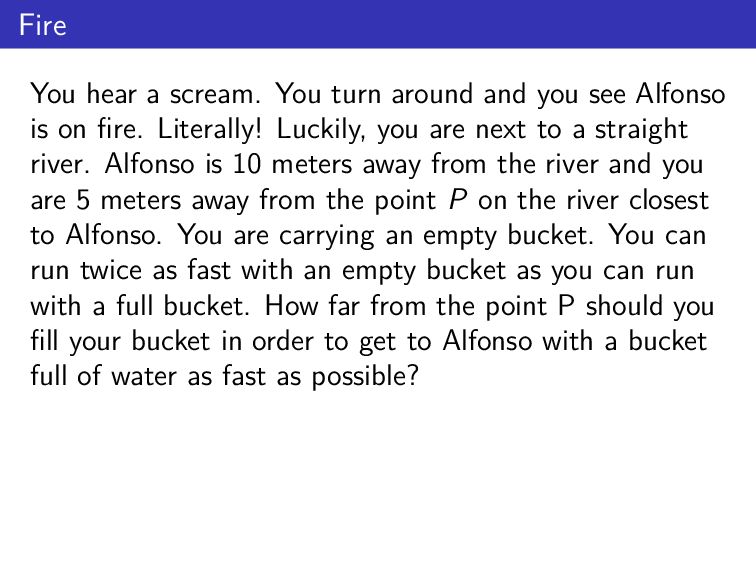 Fire
You hear a scream. You turn around and you see Alfonso
is on fire. Literally! Luckily, you are next to a straight
river. Alfonso is 10 meters away from the river and you
are 5 meters away from the point P on the river closest
to Alfonso. You are carrying an empty bucket. You can
run twice as fast with an empty bucket as you can run
with a full bucket. How far from the point P should you
fill your bucket in order to get to Alfonso with a bucket
full of water as fast as possible?